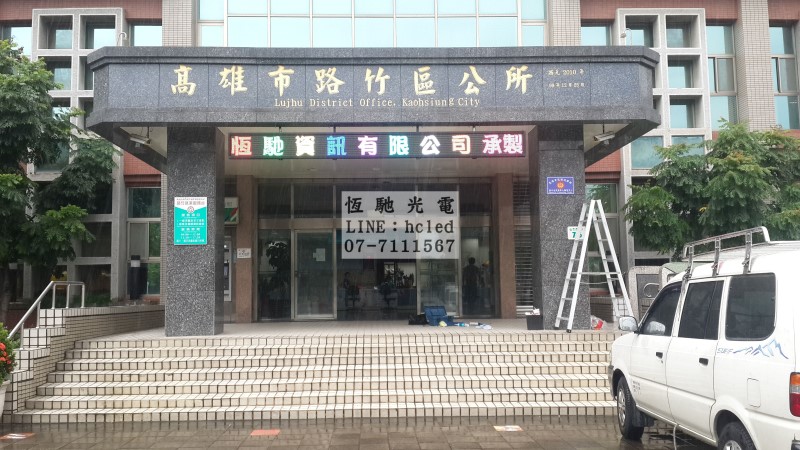 高雄市路竹區公所
Lujhu District Office, Kaohsiung City
恆馳資訊有限公司承製
恆馳光電
LINE：hcled
07-7111567
7